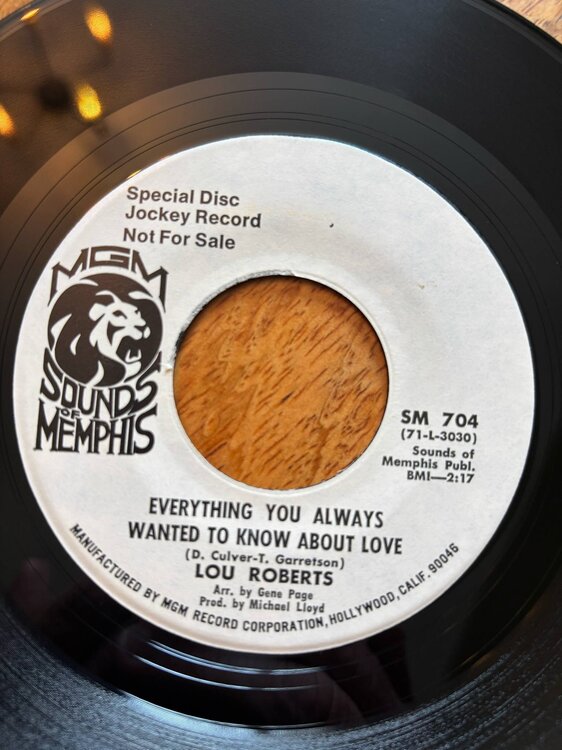 Special Disc
Jockey Record
Not For Sale
MGM
SOUNDS
OF
MEMPHIS
SM 704
(71-L-3030)
Sounds of
Memphis Publ.
BMI—2:17
EVERYTHING YOU ALWAYS
WANTED TO KNOW ABOUT LOVE
(D. Culver-T. Garretson)
LOU ROBERTS
Arr. by Gene Page
Prod. by Michael Lloyd
MANUFACTURED BY MGM RECORD CORPORATION, HOLLYWOOD, CALIF. 90046